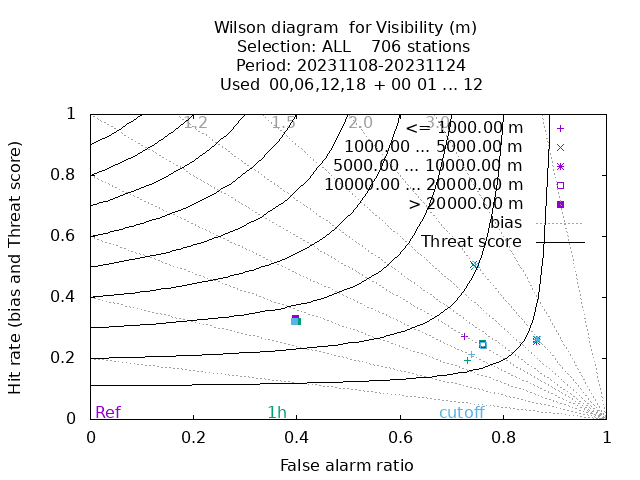 Wilson diagram  for Visibility (m)
Selection: ALL    706 stations
Period: 20231108-20231124
Used  00,06,12,18  + 00 01 ... 12
1.2 1.5 2.0 3.0
<= 1000.00 m
1000.00 ... 5000.00 m
5000.00 ... 10000.00 m
10000.00 ... 20000.00 m
> 20000.00 m
bias
Threat score
Hit rate (bias and Threat score)
1
0.8
0.6
0.4
0.2
0
Ref 1h cutoff
0 0.2 0.4 0.6 0.8 1
False alarm ratio